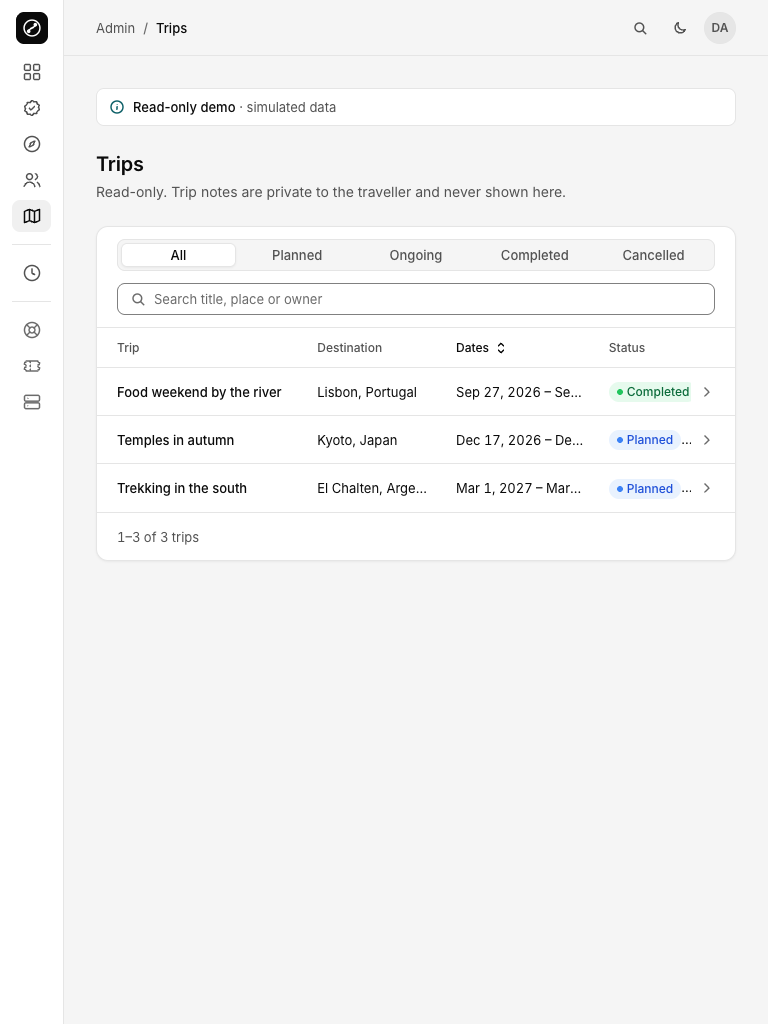 Admin / Trips
DA
Read-only demo · simulated data
Trips
Read-only. Trip notes are private to the traveller and never shown here.
All Planned Ongoing Completed Cancelled
Search title, place or owner
Trip Destination Dates Status
Food weekend by the river Lisbon, Portugal Sep 27, 2026 – Se... Completed
Temples in autumn Kyoto, Japan Dec 17, 2026 – De... Planned ...
Trekking in the south El Chalten, Arge... Mar 1, 2027 – Mar... Planned ...
1–3 of 3 trips